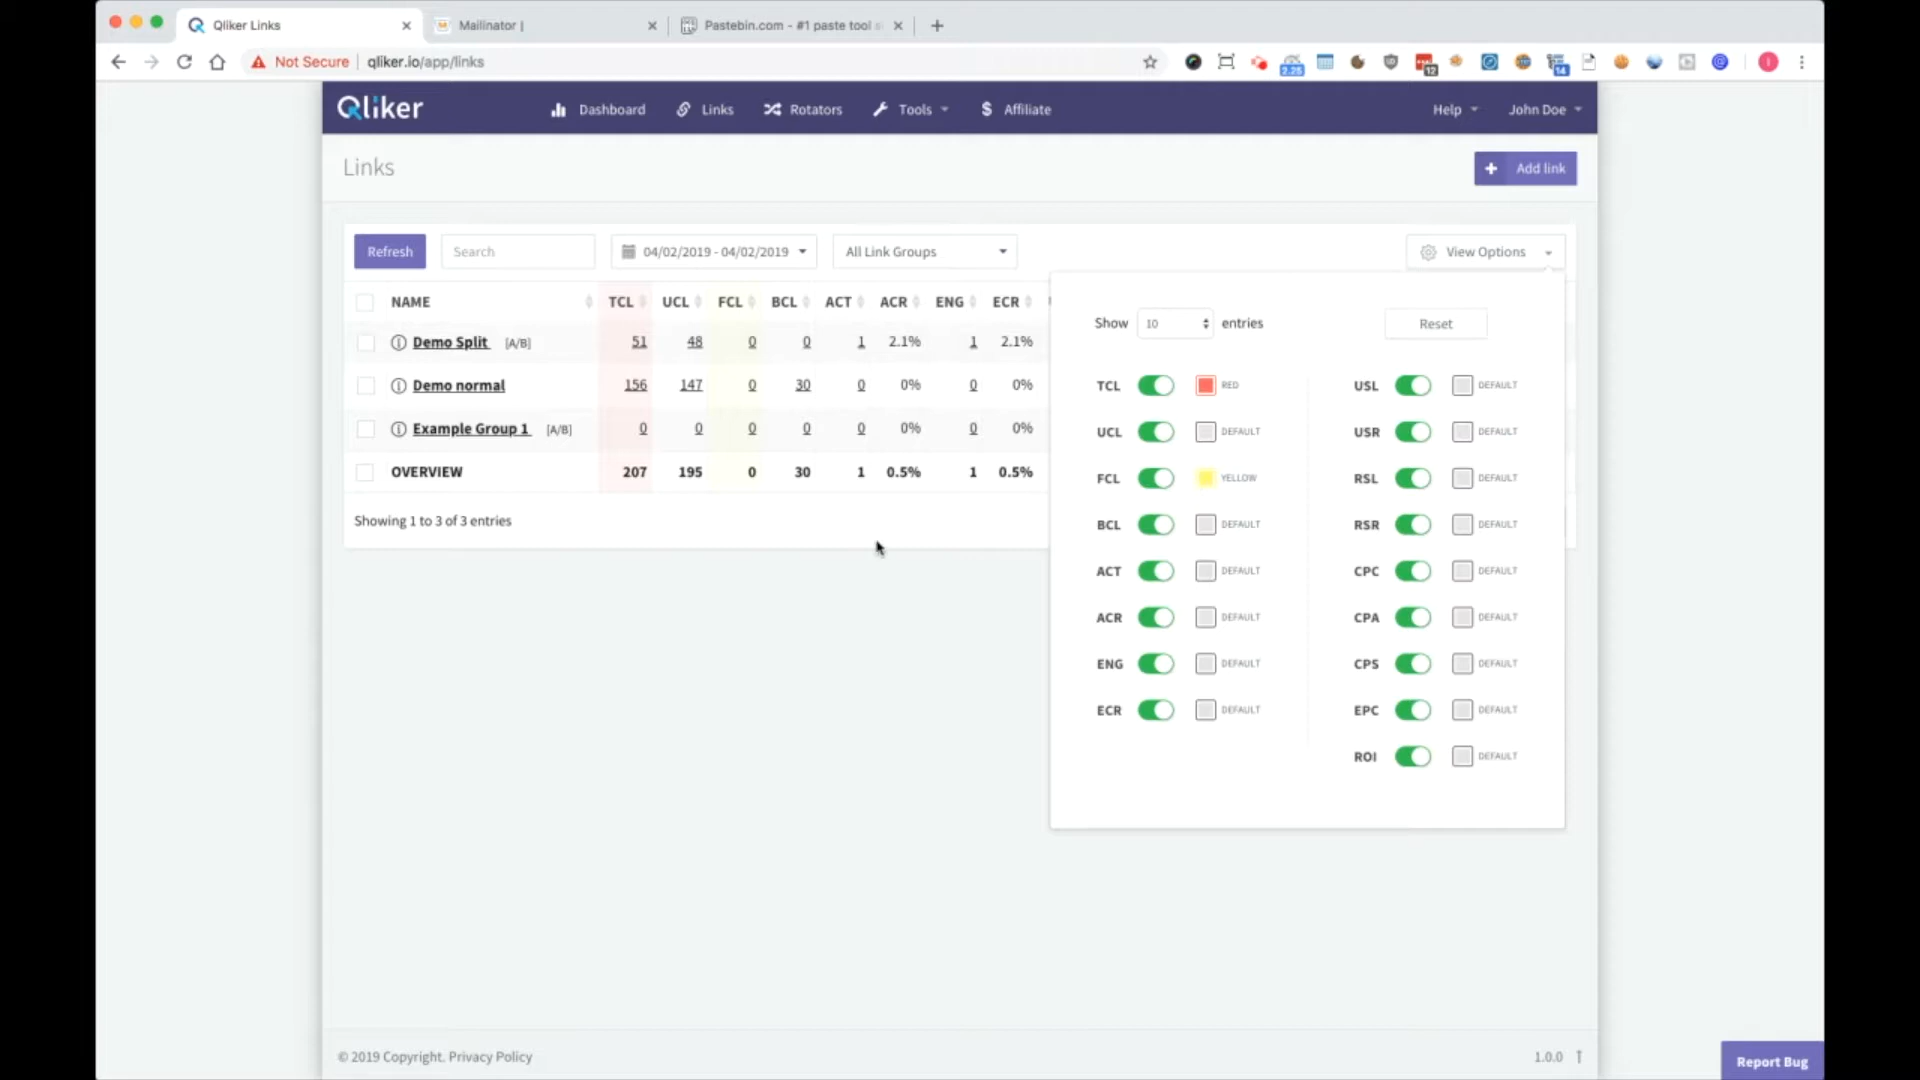 Qliker Links
Mailinator |
Pastebin.com - #1 paste tool s
Not Secure
qliker.io/app/links
2.25
12
14
Qliker
Dashboard
Links
Rotators
Tools
Affiliate
Help
John Doe
Links
Add link
Refresh
Search
04/02/2019 - 04/02/2019
All Link Groups
View Options
NAME TCL UCL FCL BCL ACT ACR ENG ECR
Demo Split [A/B] 51 48 0 0 1 2.1% 1 2.1%
Demo normal 156 147 0 30 0 0% 0 0%
Example Group 1 [A/B] 0 0 0 0 0 0% 0 0%
OVERVIEW 207 195 0 30 1 0.5% 1 0.5%
Showing 1 to 3 of 3 entries
Show 10 entries
Reset
TCL RED USL DEFAULT
UCL DEFAULT USR DEFAULT
FCL YELLOW RSL DEFAULT
BCL DEFAULT RSR DEFAULT
ACT DEFAULT CPC DEFAULT
ACR DEFAULT CPA DEFAULT
ENG DEFAULT CPS DEFAULT
ECR DEFAULT EPC DEFAULT
ROI DEFAULT
© 2019 Copyright. Privacy Policy
1.0.0
Report Bug